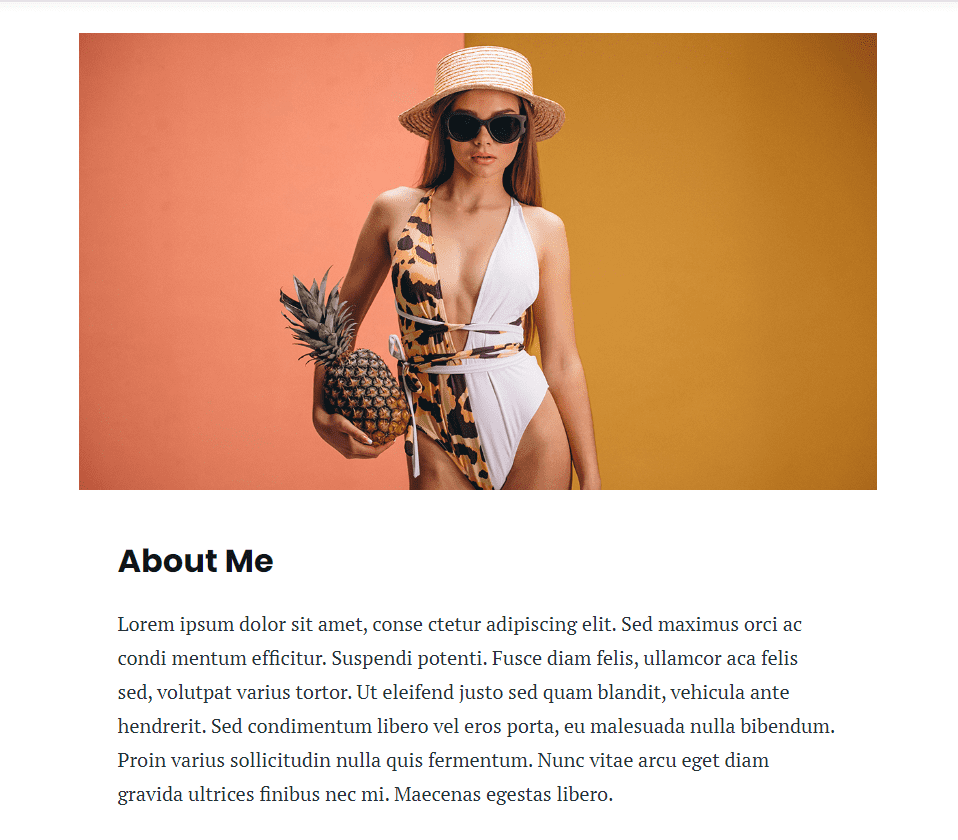 About Me
Lorem ipsum dolor sit amet, conse ctetur adipiscing elit. Sed maximus orci ac
condi mentum efficitur. Suspendi potenti. Fusce diam felis, ullamcor aca felis
sed, volutpat varius tortor. Ut eleifend justo sed quam blandit, vehicula ante
hendrerit. Sed condimentum libero vel eros porta, eu malesuada nulla bibendum.
Proin varius sollicitudin nulla quis fermentum. Nunc vitae arcu eget diam
gravida ultrices finibus nec mi. Maecenas egestas libero.